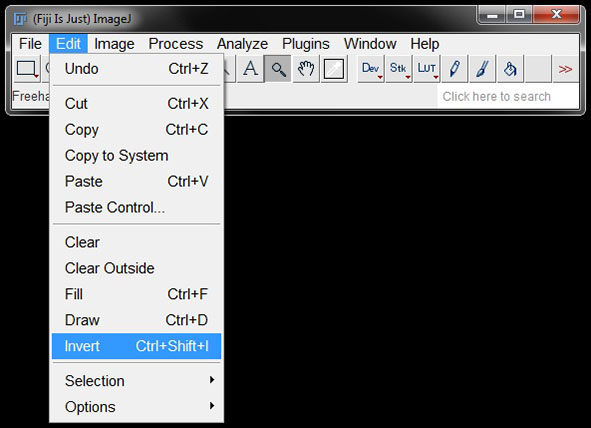 (Fiji Is Just) ImageJ
File Edit Image Process Analyze Plugins Window Help
A Dev Stk LUT >>
Freeha Click here to search
Undo Ctrl+Z
Cut Ctrl+X
Copy Ctrl+C
Copy to System
Paste Ctrl+V
Paste Control...
Clear
Clear Outside
Fill Ctrl+F
Draw Ctrl+D
Invert Ctrl+Shift+I
Selection
Options